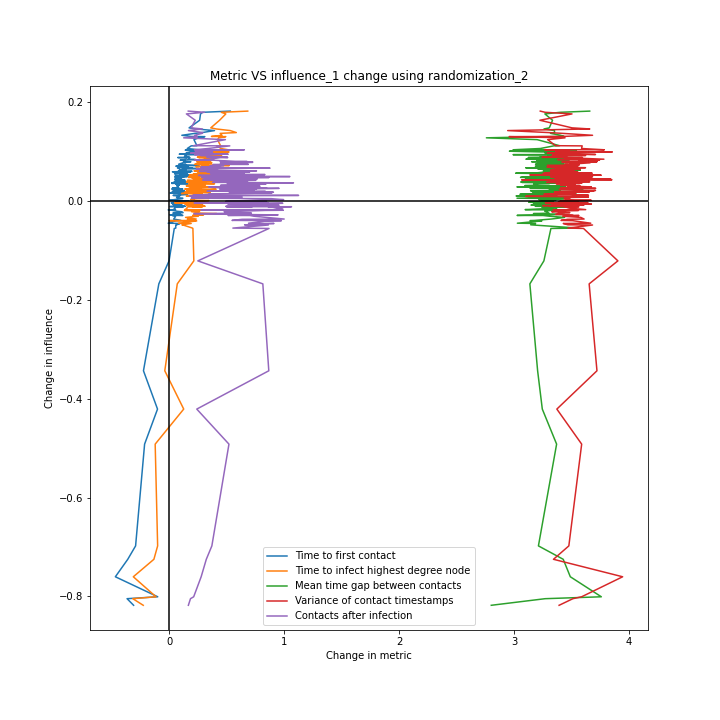 Metric VS influence_1 change using randomization_2
Change in influence
0.2
0.0
−0.2
−0.4
−0.6
−0.8
Time to first contact
Time to infect highest degree node
Mean time gap between contacts
Variance of contact timestamps
Contacts after infection
0 1 2 3 4
Change in metric